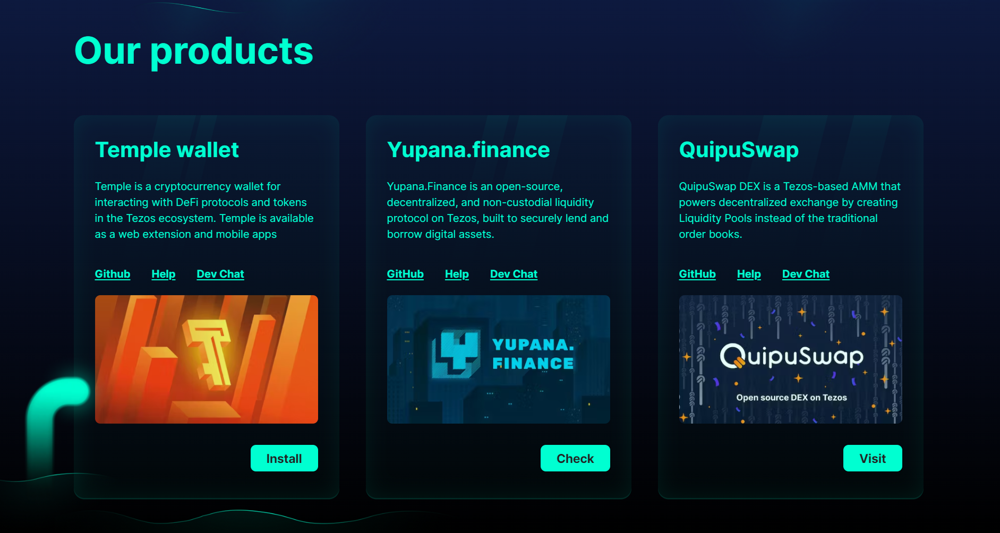 Our products
Temple wallet
Temple is a cryptocurrency wallet for
interacting with DeFi protocols and tokens
in the Tezos ecosystem. Temple is available
as a web extension and mobile apps
Github Help Dev Chat
Install
Yupana.finance
Yupana.Finance is an open-source,
decentralized, and non-custodial liquidity
protocol on Tezos, built to securely lend and
borrow digital assets.
GitHub Help Dev Chat
YUPANA.
FINANCE
Check
QuipuSwap
QuipuSwap DEX is a Tezos-based AMM that
powers decentralized exchange by creating
Liquidity Pools instead of the traditional
order books.
GitHub Help Dev Chat
QuipuSwap
Open source DEX on Tezos
Visit